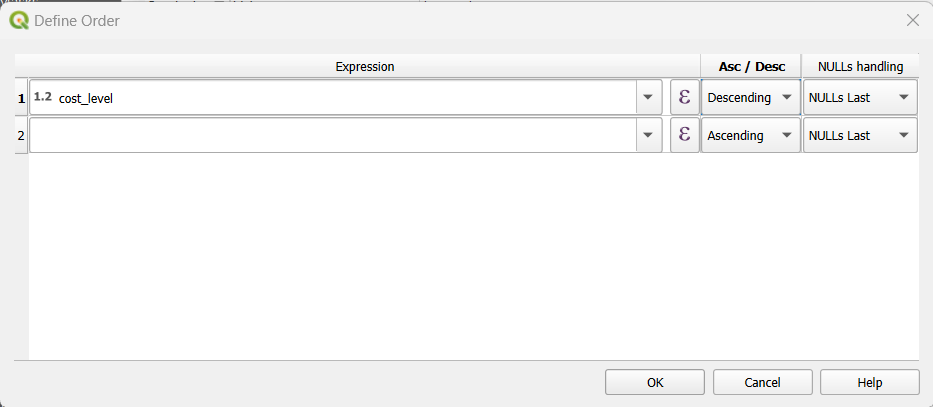 Define Order
Expression Asc / Desc NULLs handling
1 1.2 cost_level ε Descending NULLs Last
2 ε Ascending NULLs Last
OK Cancel Help